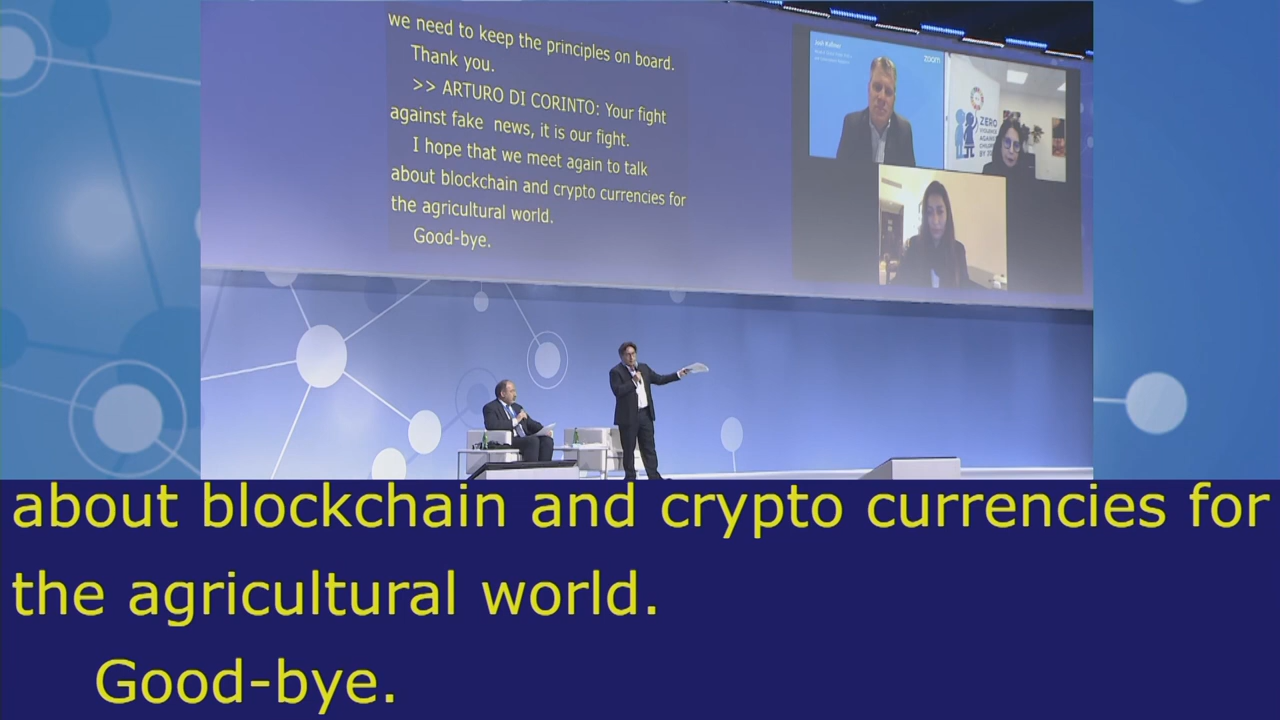 we need to keep the principles on board.
Thank you.
>> ARTURO DI CORINTO: Your fight
against fake news, it is our fight.
I hope that we meet again to talk
about blockchain and crypto currencies for
the agricultural world.
Good-bye.
zoom
ZERO
about blockchain and crypto currencies for
the agricultural world.
Good-bye.